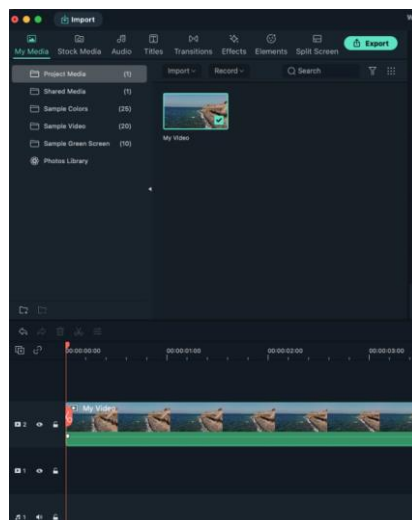 Import
My Media Stock Media Audio Titles Transitions Effects Elements Split Screen Export
Project Media (1) Import Record Search
Shared Media (1)
Sample Colors (25)
Sample Video (20)
Sample Green Screen (10)
Photos Library
My Video
00:00:00:00 00:00:01:00 00:00:02:00 00:00:03:00
My Video
2
1
1